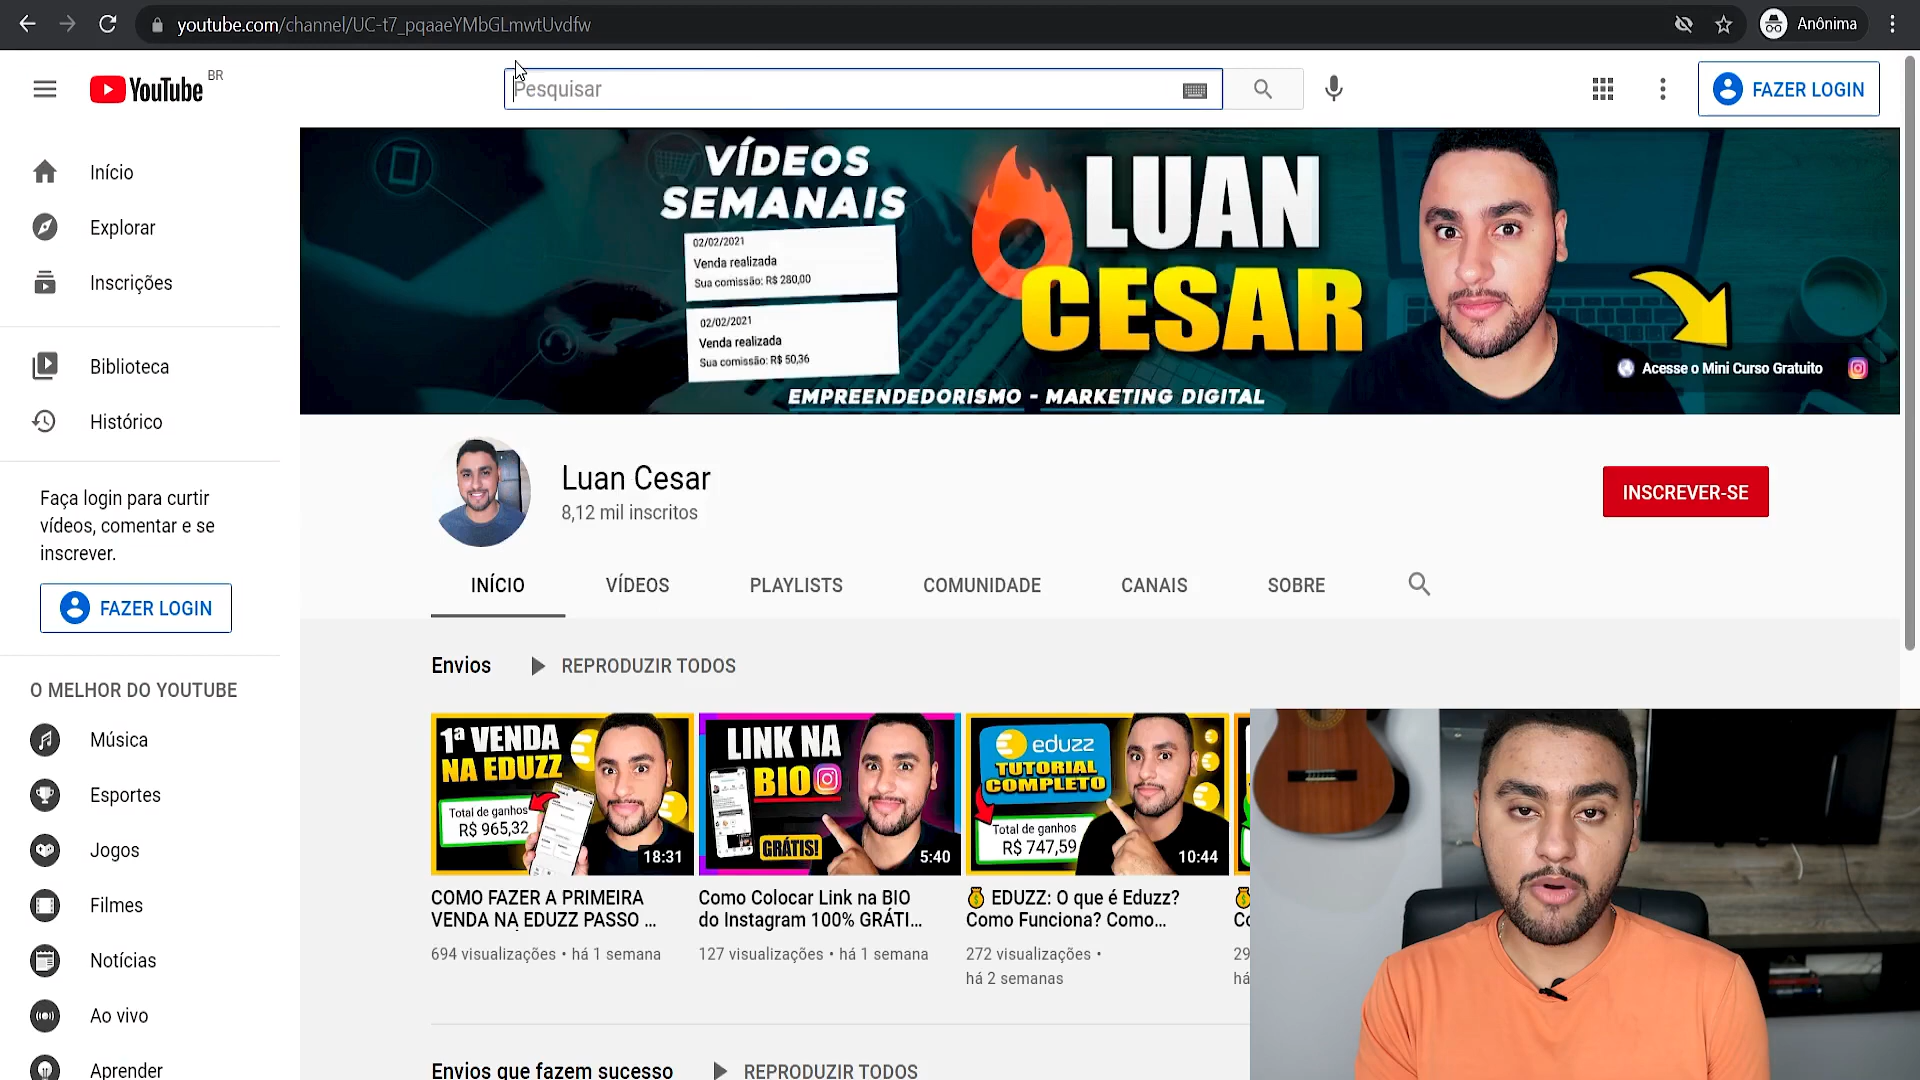 youtube.com/channel/UC-t7_pqaaeYMbGLmwtUvdfw
Anônima
YouTube BR
Pesquisar
FAZER LOGIN
Início
Explorar
Inscrições
Biblioteca
Histórico
Faça login para curtir
vídeos, comentar e se
inscrever.
FAZER LOGIN
O MELHOR DO YOUTUBE
Música
Esportes
Jogos
Filmes
Notícias
Ao vivo
Aprender
VÍDEOS
SEMANAIS
02/02/2021
Venda realizada
Sua comissão: R$ 280,00
02/02/2021
Venda realizada
Sua comissão: R$ 50,36
LUAN
CESAR
EMPREENDEDORISMO - MARKETING DIGITAL
Acesse o Mini Curso Gratuito
Luan Cesar
8,12 mil inscritos
INSCREVER-SE
INÍCIO
VÍDEOS
PLAYLISTS
COMUNIDADE
CANAIS
SOBRE
Envios
REPRODUZIR TODOS
1ª VENDA
NA EDUZZ
Total de ganhos
R$ 965,32
18:31
COMO FAZER A PRIMEIRA
VENDA NA EDUZZ PASSO ...
694 visualizações • há 1 semana
LINK NA
BIO
GRÁTIS!
5:40
Como Colocar Link na BIO
do Instagram 100% GRÁTI...
127 visualizações • há 1 semana
eduzz
TUTORIAL
COMPLETO
Total de ganhos
R$ 747,59
10:44
💰 EDUZZ: O que é Eduzz?
Como Funciona? Como...
272 visualizações •
há 2 semanas
💰
Co
29
há
Envios que fazem sucesso
REPRODUZIR TODOS